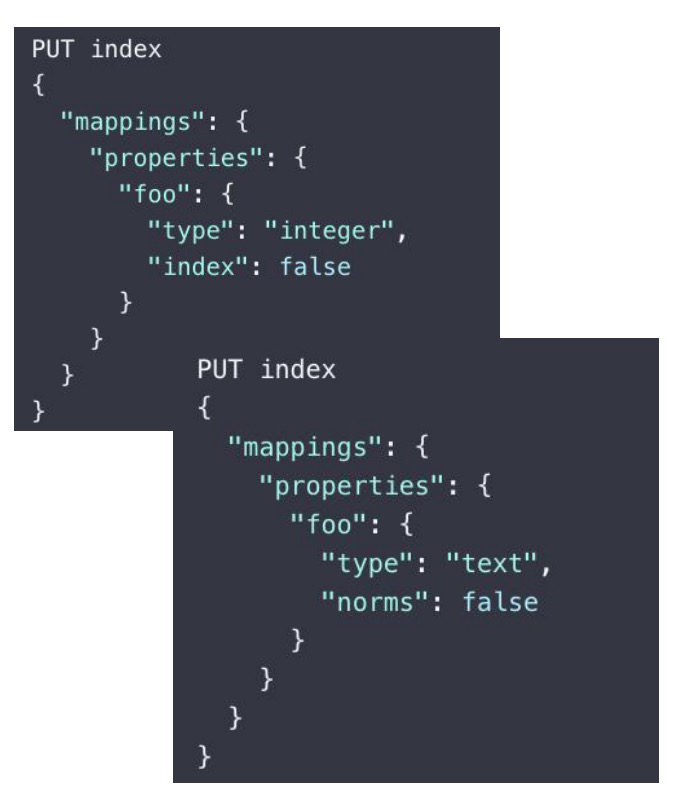 PUT index
{
  "mappings": {
    "properties": {
      "foo": {
        "type": "integer",
        "index": false
      }
    }
  }
}
PUT index
{
  "mappings": {
    "properties": {
      "foo": {
        "type": "text",
        "norms": false
      }
    }
  }
}